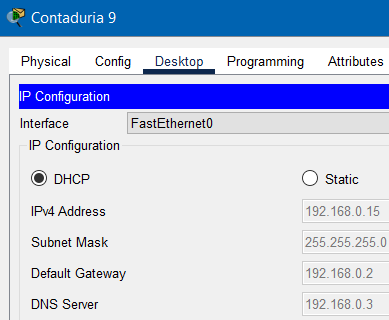 Contaduria 9
Physical Config Desktop Programming Attributes
IP Configuration
Interface FastEthernet0
IP Configuration
DHCP Static
IPv4 Address 192.168.0.15
Subnet Mask 255.255.255.0
Default Gateway 192.168.0.2
DNS Server 192.168.0.3